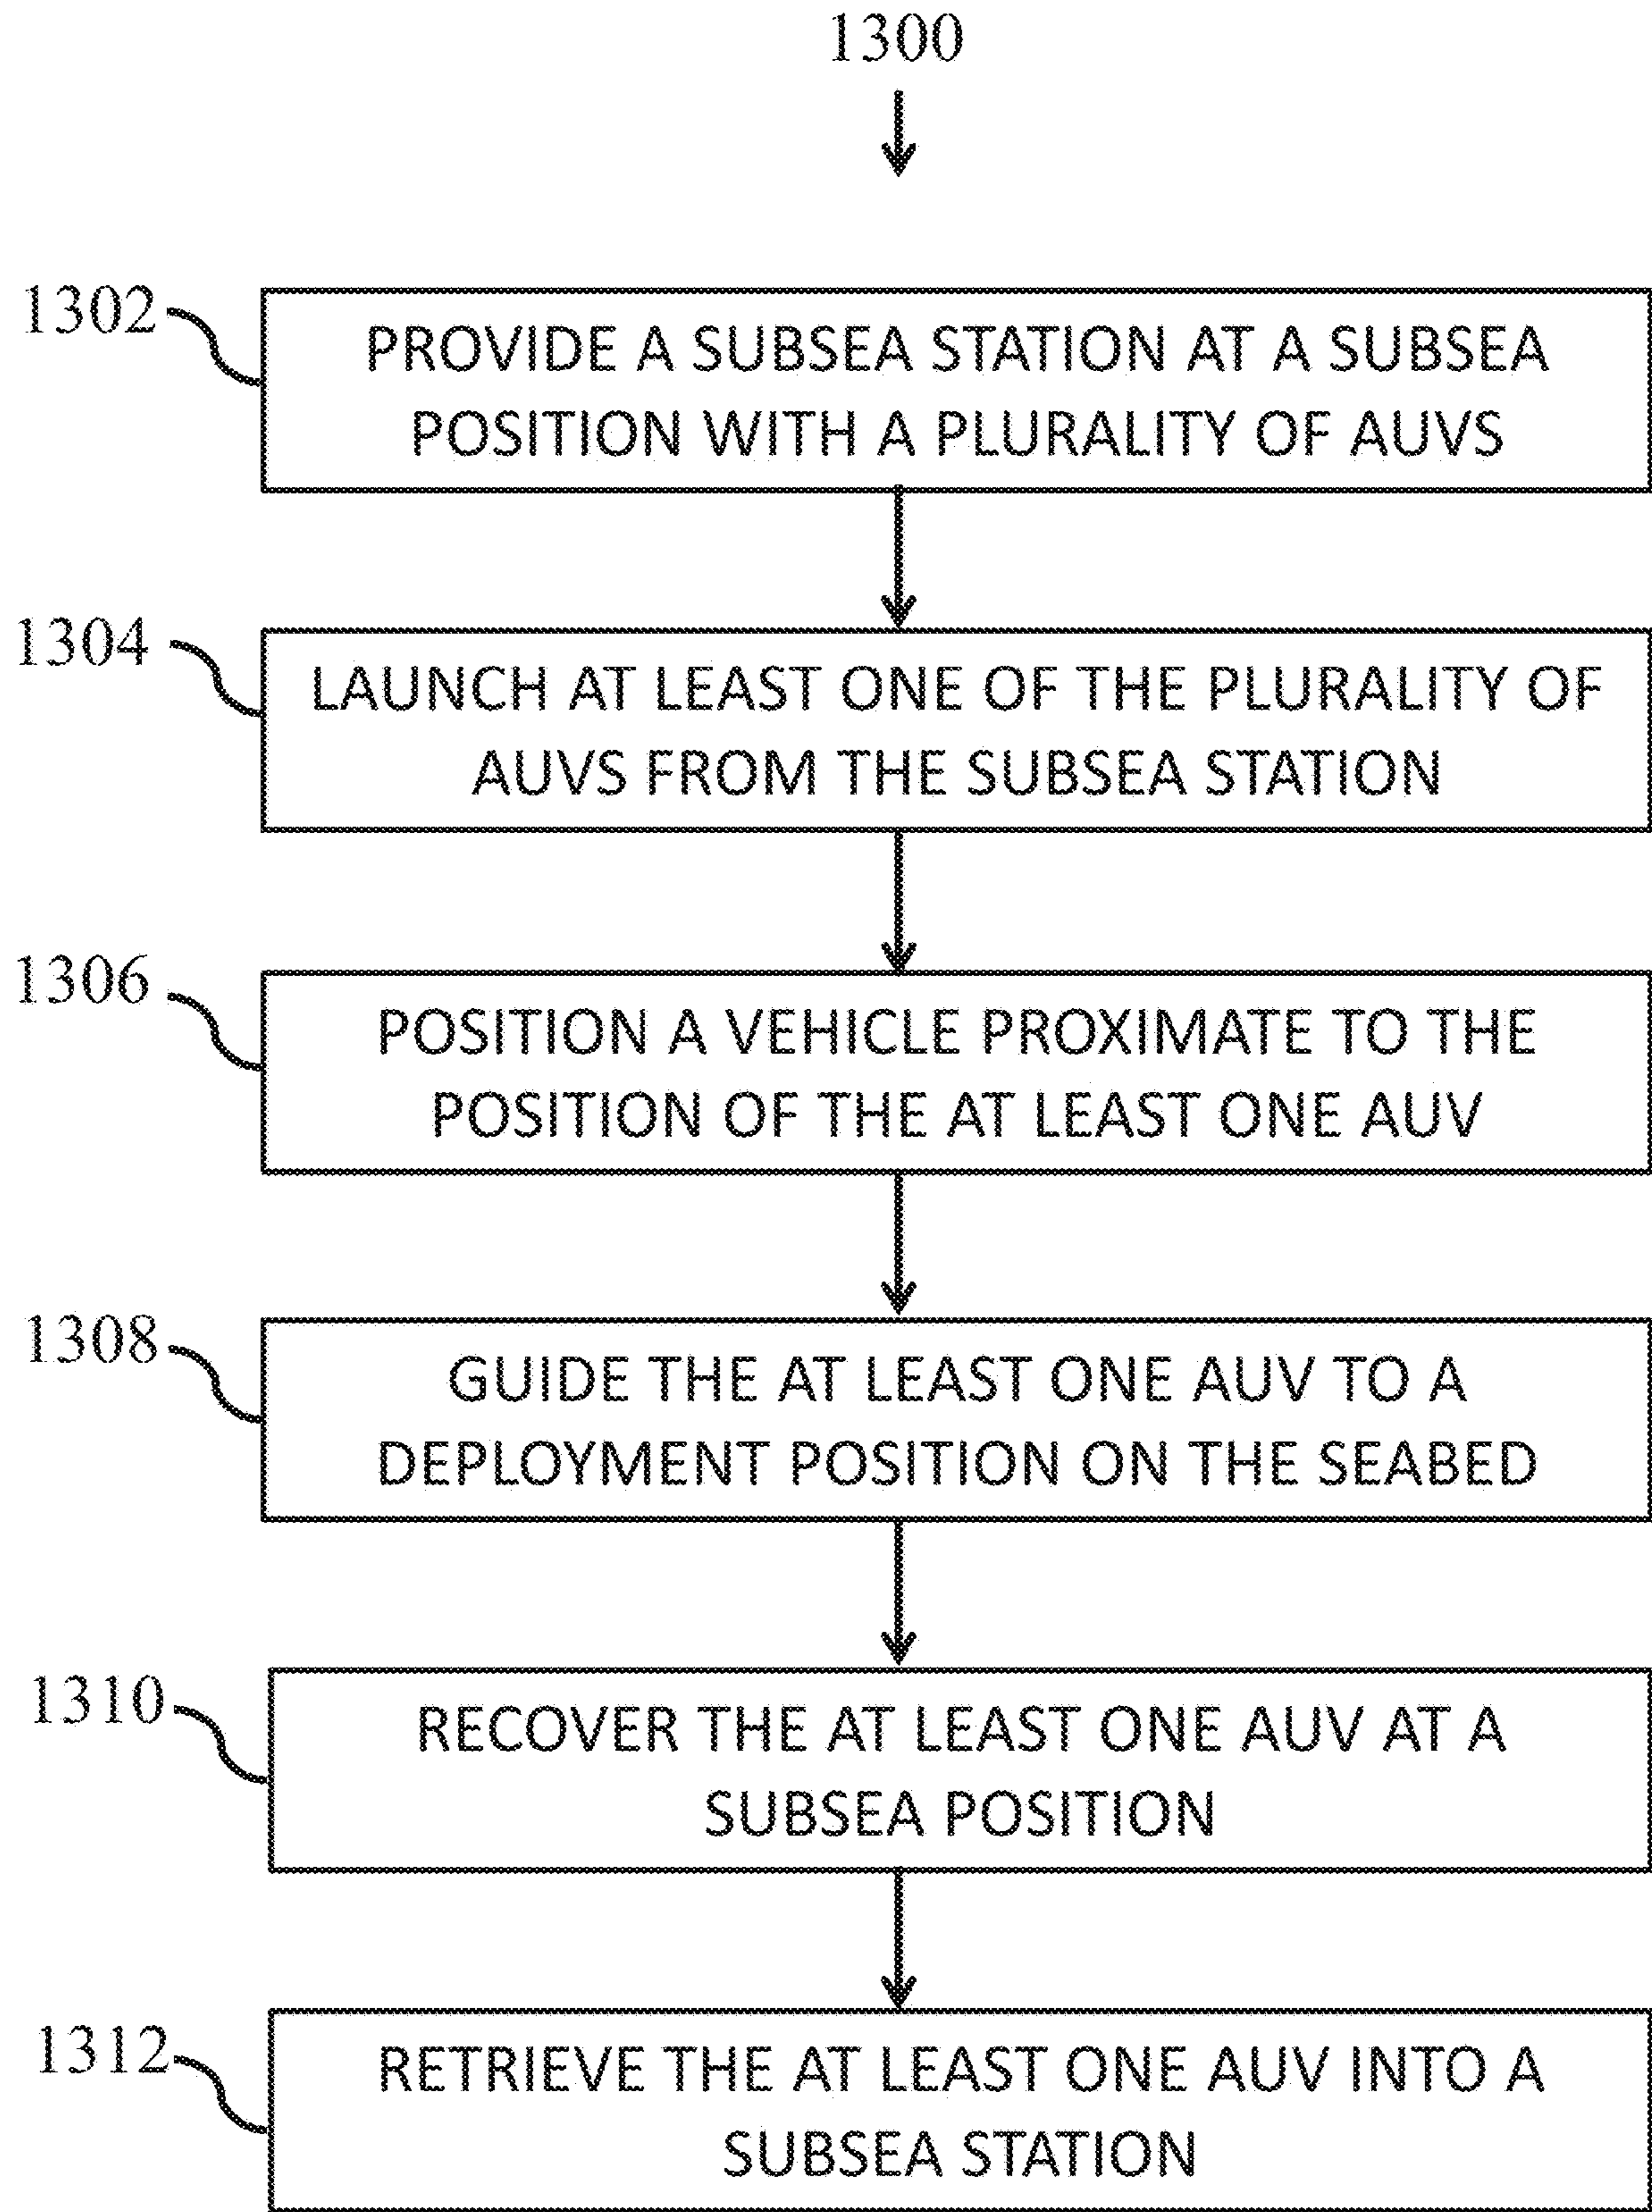 1300
1302
PROVIDE A SUBSEA STATION AT A SUBSEA
POSITION WITH A PLURALITY OF AUVS
1304
LAUNCH AT LEAST ONE OF THE PLURALITY OF
AUVS FROM THE SUBSEA STATION
1306
POSITION A VEHICLE PROXIMATE TO THE
POSITION OF THE AT LEAST ONE AUV
1308
GUIDE THE AT LEAST ONE AUV TO A
DEPLOYMENT POSITION ON THE SEABED
1310
RECOVER THE AT LEAST ONE AUV AT A
SUBSEA POSITION
1312
RETRIEVE THE AT LEAST ONE AUV INTO A
SUBSEA STATION